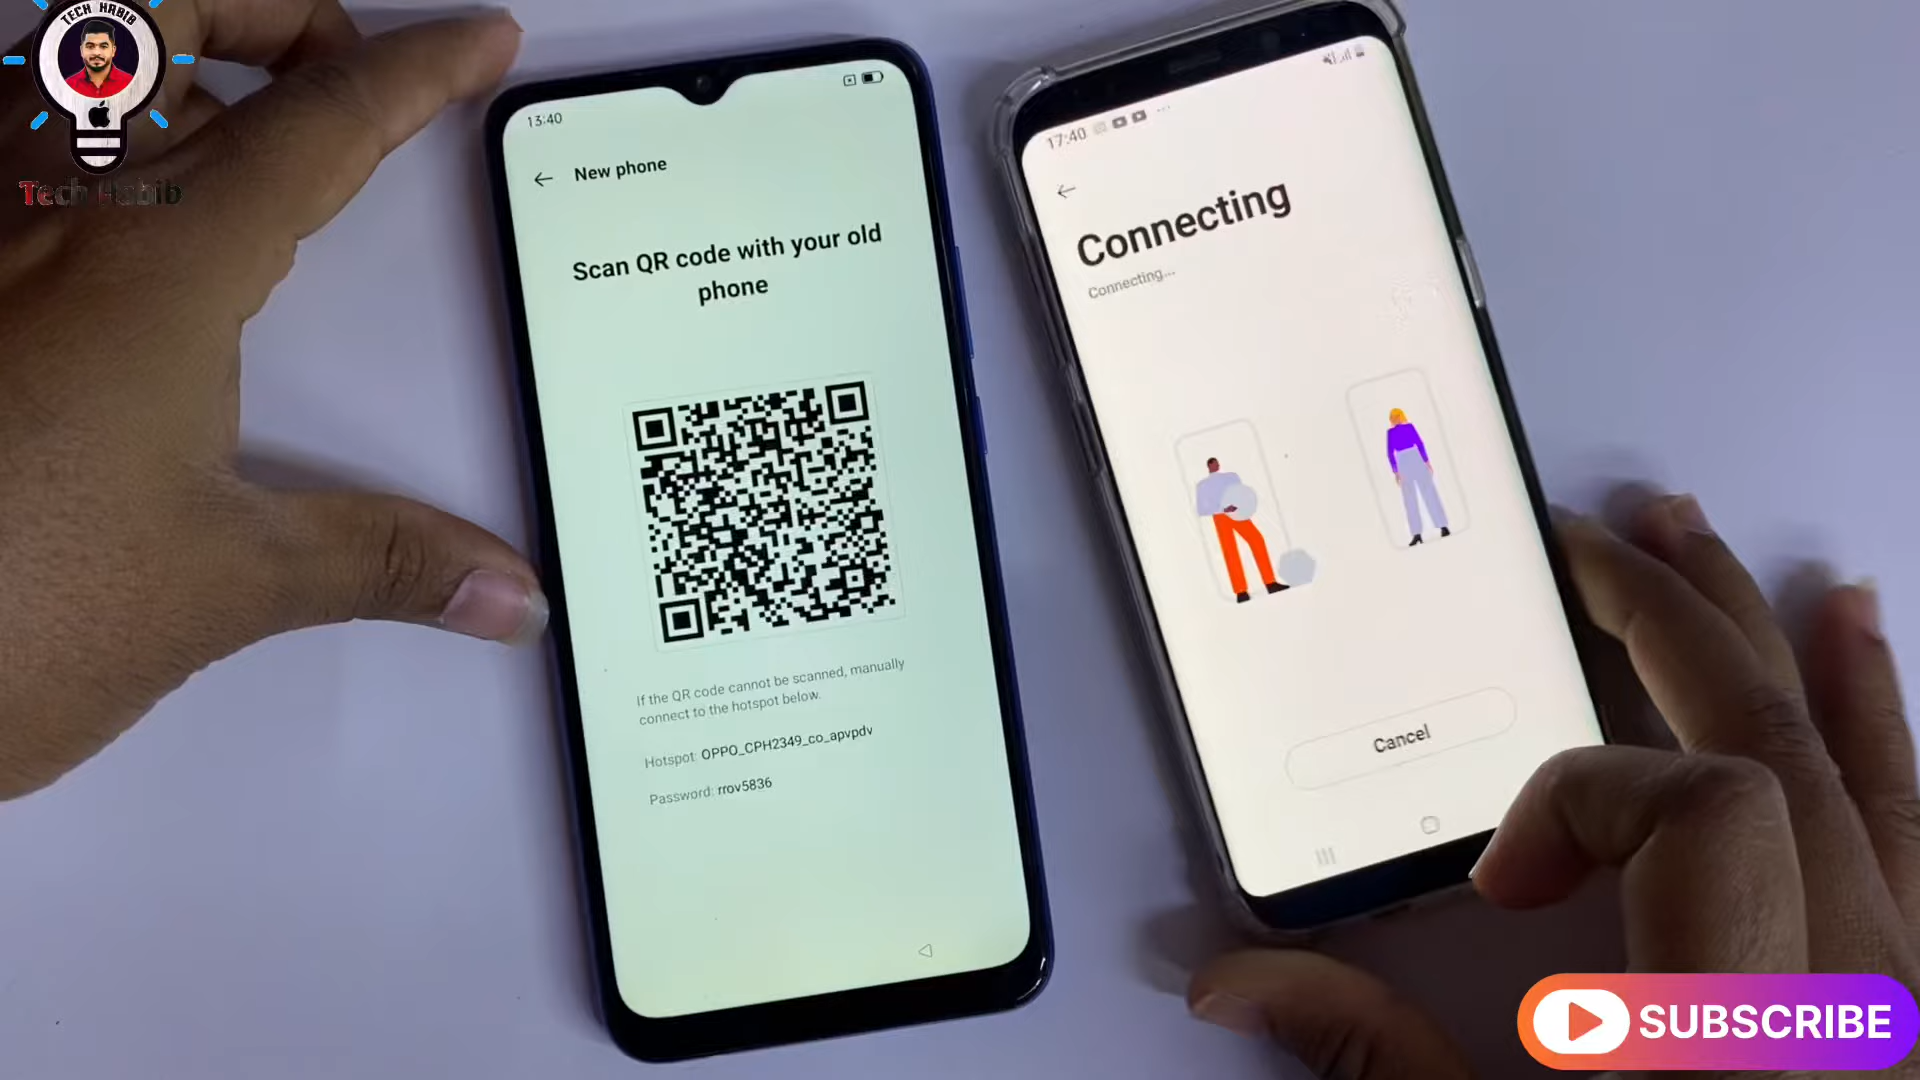 TECH HABIB
Tech Habib
13:40
New phone
Scan QR code with your old
phone
If the QR code cannot be scanned, manually
connect to the hotspot below.
Hotspot: OPPO_CPH2349_co_apvpdv
Password: rrov5836
17:40
Connecting
Connecting...
Cancel
SUBSCRIBE